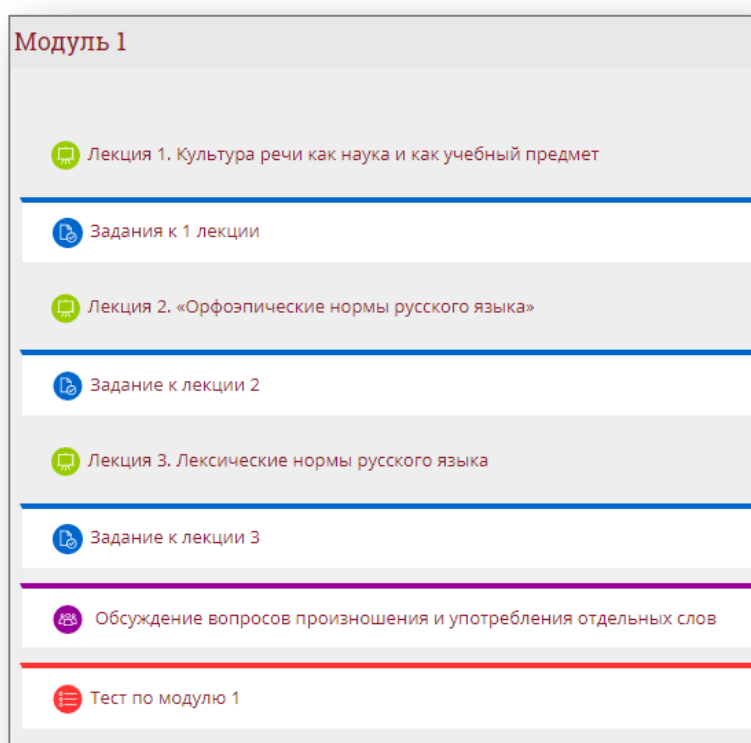 Модуль 1
Лекция 1. Культура речи как наука и как учебный предмет
Задания к 1 лекции
Лекция 2. «Орфоэпические нормы русского языка»
Задание к лекции 2
Лекция 3. Лексические нормы русского языка
Задание к лекции 3
Обсуждение вопросов произношения и употребления отдельных слов
Тест по модулю 1